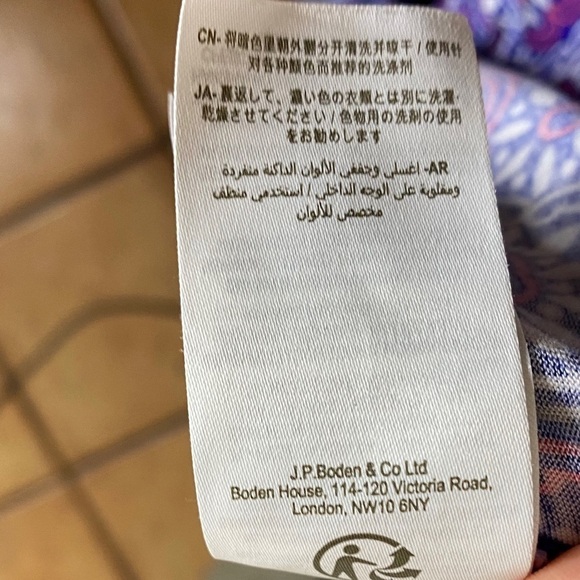 CN- 将暗色里朝外翻分开清洗并晾干 / 使用针
对各种颜色而推荐的洗涤剂
JA- 裏返して、濃い色の衣類とは別に洗濯·
乾燥させてください / 色物用の洗剤の使用
をお勧めします
AR- اغسلي وجففي الألوان الداكنة منفردة
ومقلوبة على الوجه الداخلي / استخدمي منظف
مخصص للألوان
J.P.Boden & Co Ltd
Boden House, 114-120 Victoria Road,
London, NW10 6NY